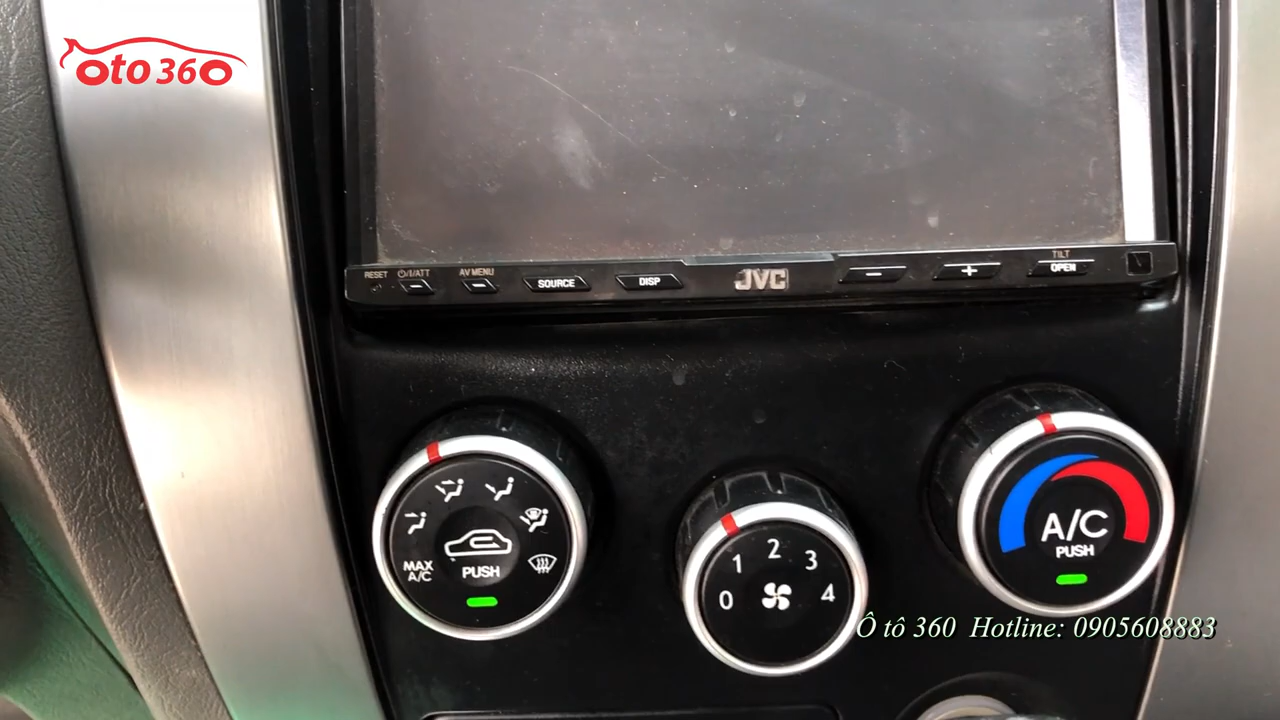 oto 360
RESET ⏻/I/ATT AV MENU SOURCE DISP JVC − + TILT OPEN
MAX A/C PUSH
0 1 2 3 4
A/C PUSH
Ô tô 360 Hotline: 0905608883